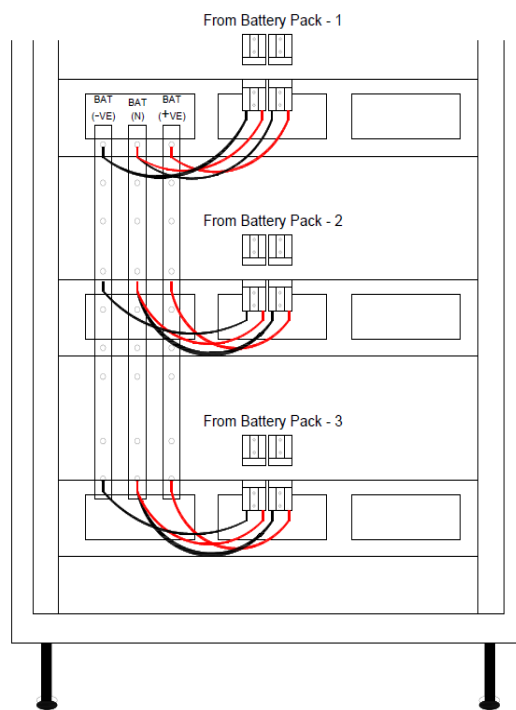 From Battery Pack - 1
BAT
(-VE)
BAT
(N)
BAT
(+VE)
From Battery Pack - 2
From Battery Pack - 3